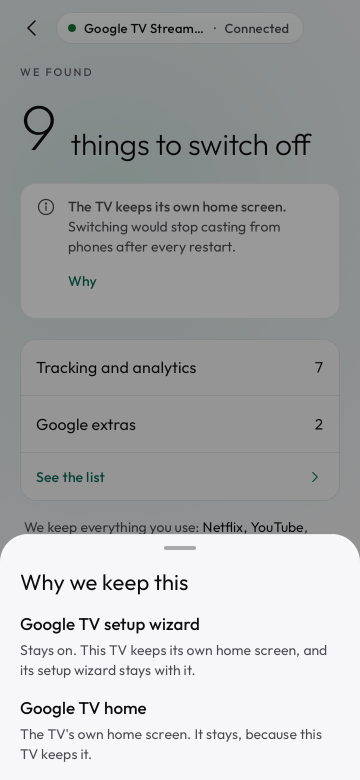 Google TV Stream... · Connected
WE FOUND
9 things to switch off
The TV keeps its own home screen.
Switching would stop casting from
phones after every restart.
Why
Tracking and analytics 7
Google extras 2
See the list
We keep everything you use: Netflix, YouTube,
Why we keep this
Google TV setup wizard
Stays on. This TV keeps its own home screen, and
its setup wizard stays with it.
Google TV home
The TV's own home screen. It stays, because this
TV keeps it.